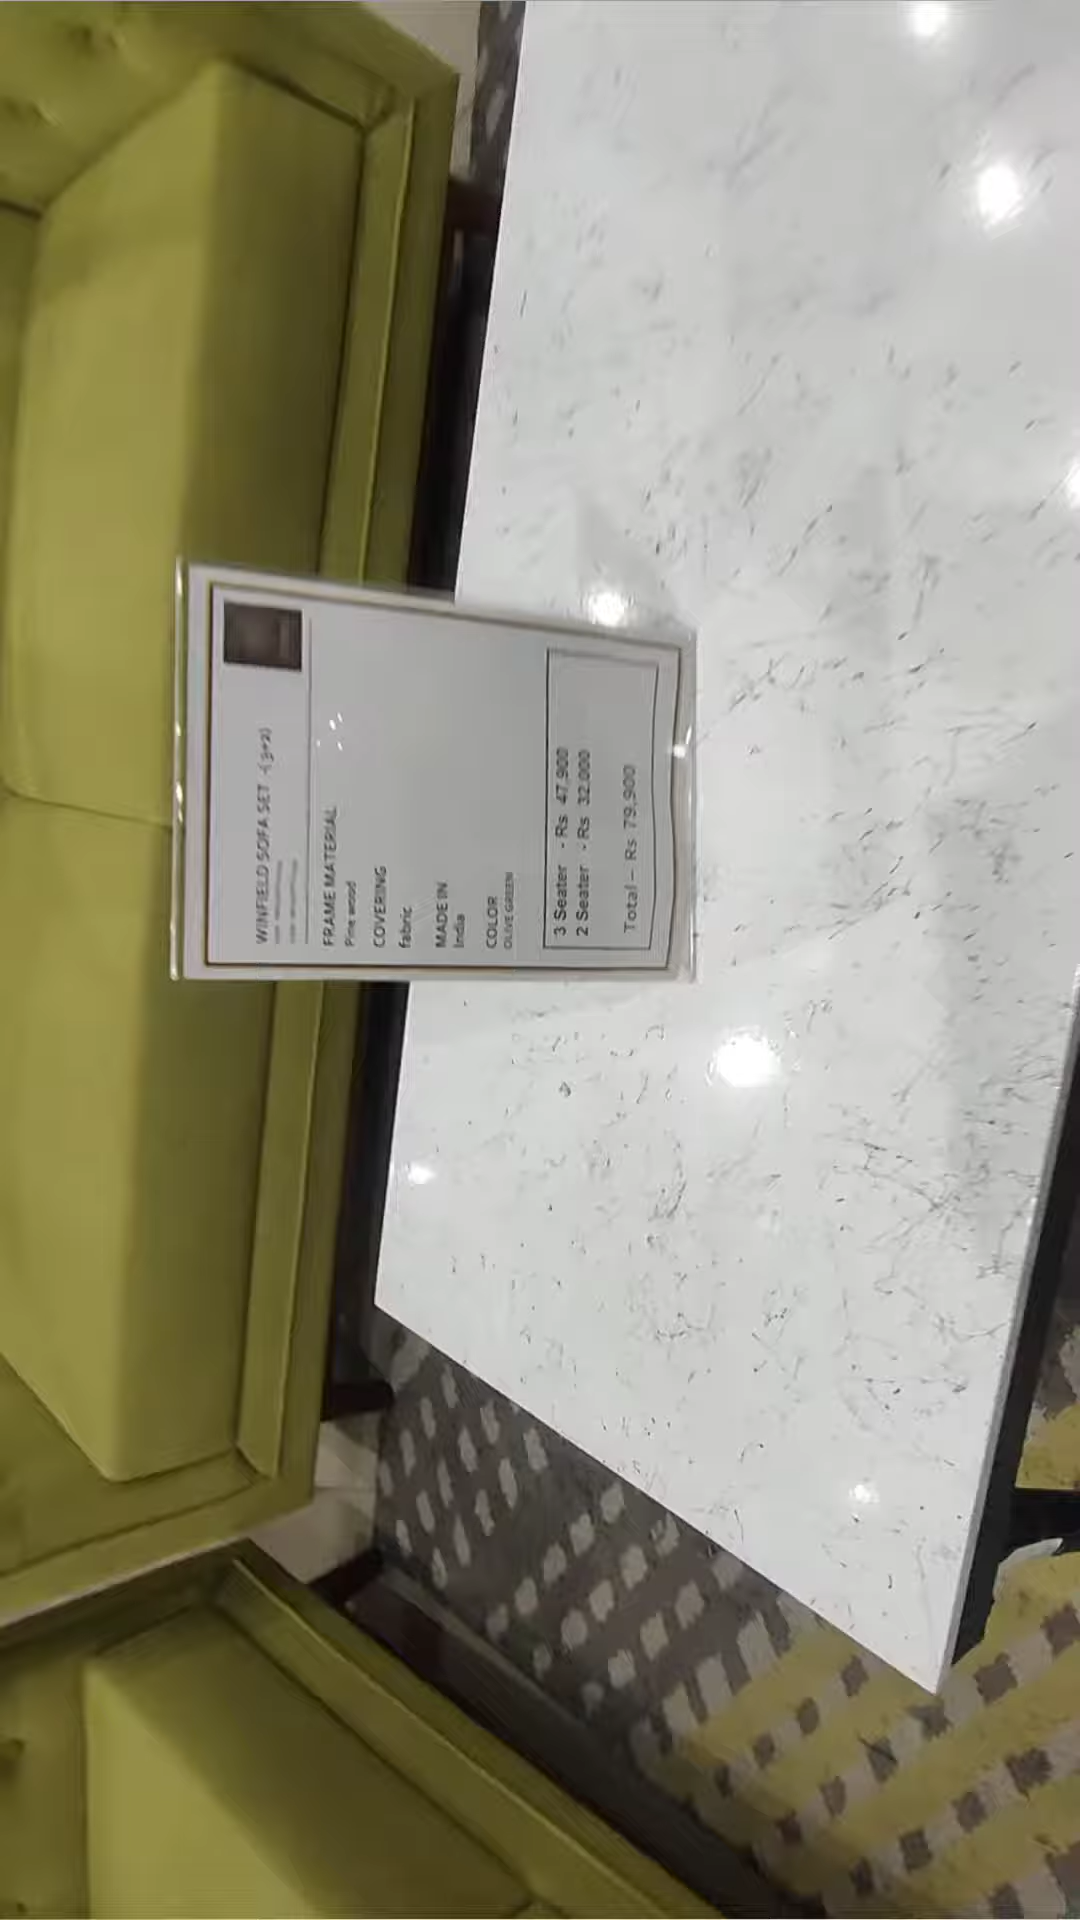 WINFIELD SOFA SET -(3+2)
FRAME MATERIAL
Pine wood
COVERING
fabric
MADE IN
India
COLOR
OLIVE GREEN
3 Seater - Rs 47,900
2 Seater - Rs 32,000
Total - Rs 79,900